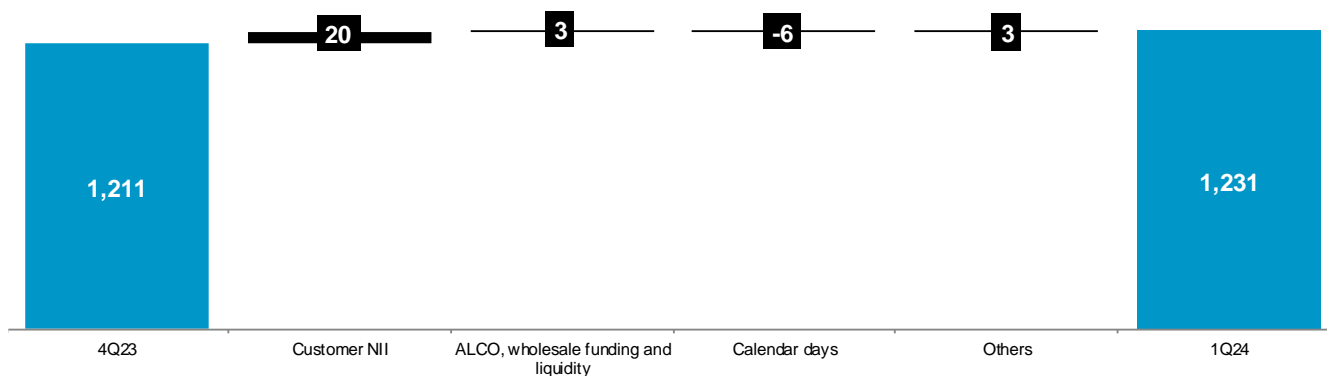 20
3
-6
3
1,211
1,231
4Q23
Customer NII
ALCO, wholesale funding and
liquidity
Calendar days
Others
1Q24